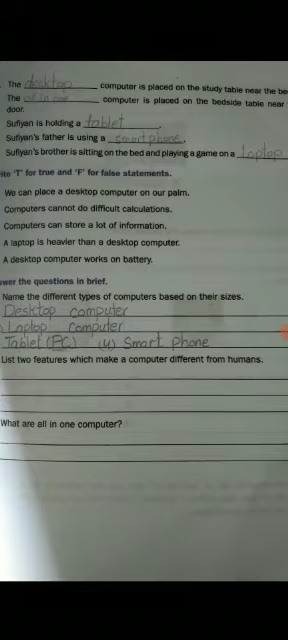 The desktop computer is placed on the study table near the be
The all in one computer is placed on the bedside table near
door.
Sufiyan is holding a tablet.
Sufiyan's father is using a smart phone.
Sufiyan's brother is sitting on the bed and playing a game on a laptop
ite 'T' for true and 'F' for false statements.
We can place a desktop computer on our palm.
Computers cannot do difficult calculations.
Computers can store a lot of information.
A laptop is heavier than a desktop computer.
A desktop computer works on battery.
wer the questions in brief.
Name the different types of computers based on their sizes.
Desktop computer
Laptop computer
Tablet (PC) (4) Smart Phone
List two features which make a computer different from humans.
What are all in one computer?